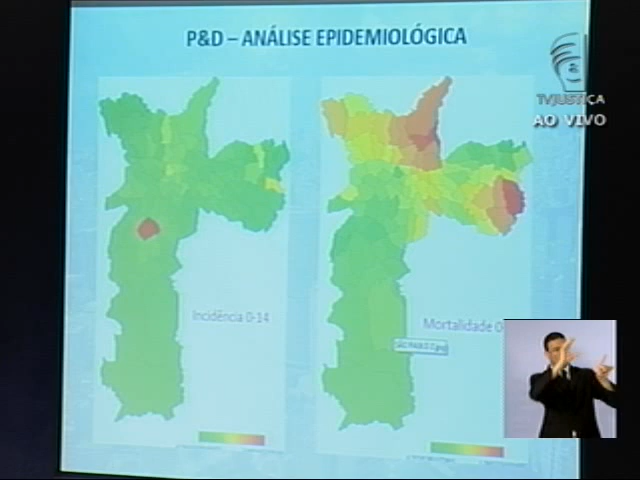 P&D – ANÁLISE EPIDEMIOLÓGICA
TVJUSTIÇA
AO VIVO
Incidência 0-14
Mortalidade 0-